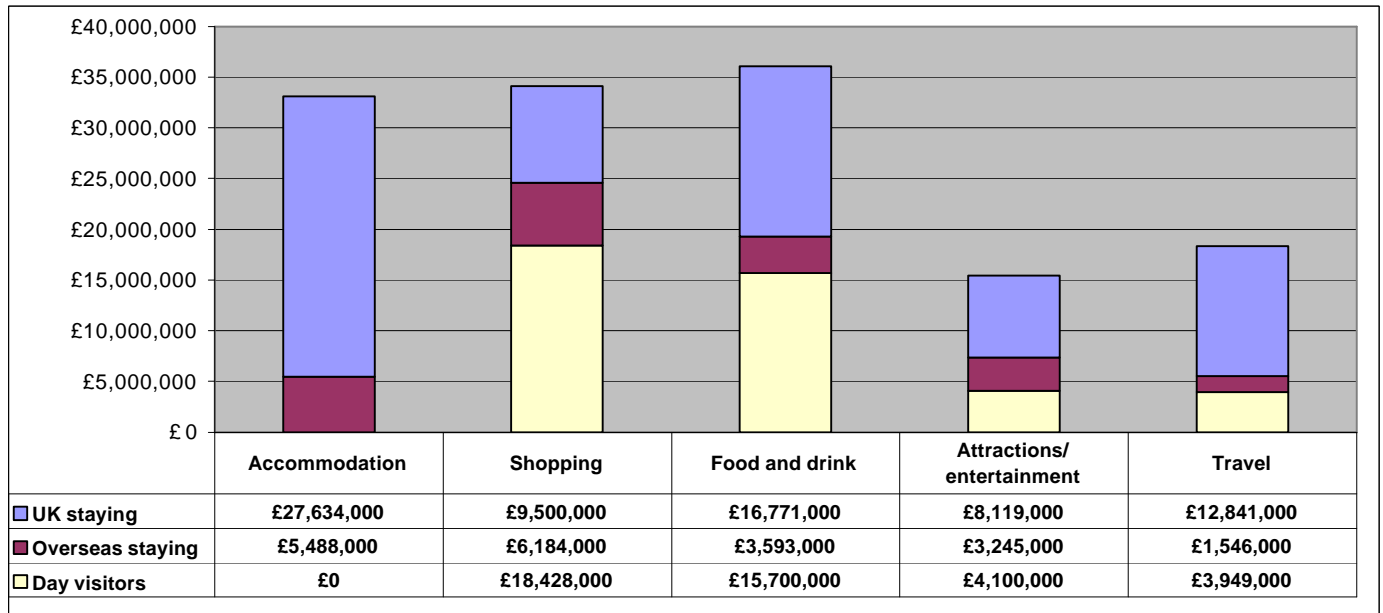 £40,000,000
£35,000,000
£30,000,000
£25,000,000
£20,000,000
£15,000,000
£10,000,000
£5,000,000
£0
Accommodation Shopping Food and drink Attractions/ entertainment Travel
UK staying £27,634,000 £9,500,000 £16,771,000 £8,119,000 £12,841,000
Overseas staying £5,488,000 £6,184,000 £3,593,000 £3,245,000 £1,546,000
Day visitors £0 £18,428,000 £15,700,000 £4,100,000 £3,949,000